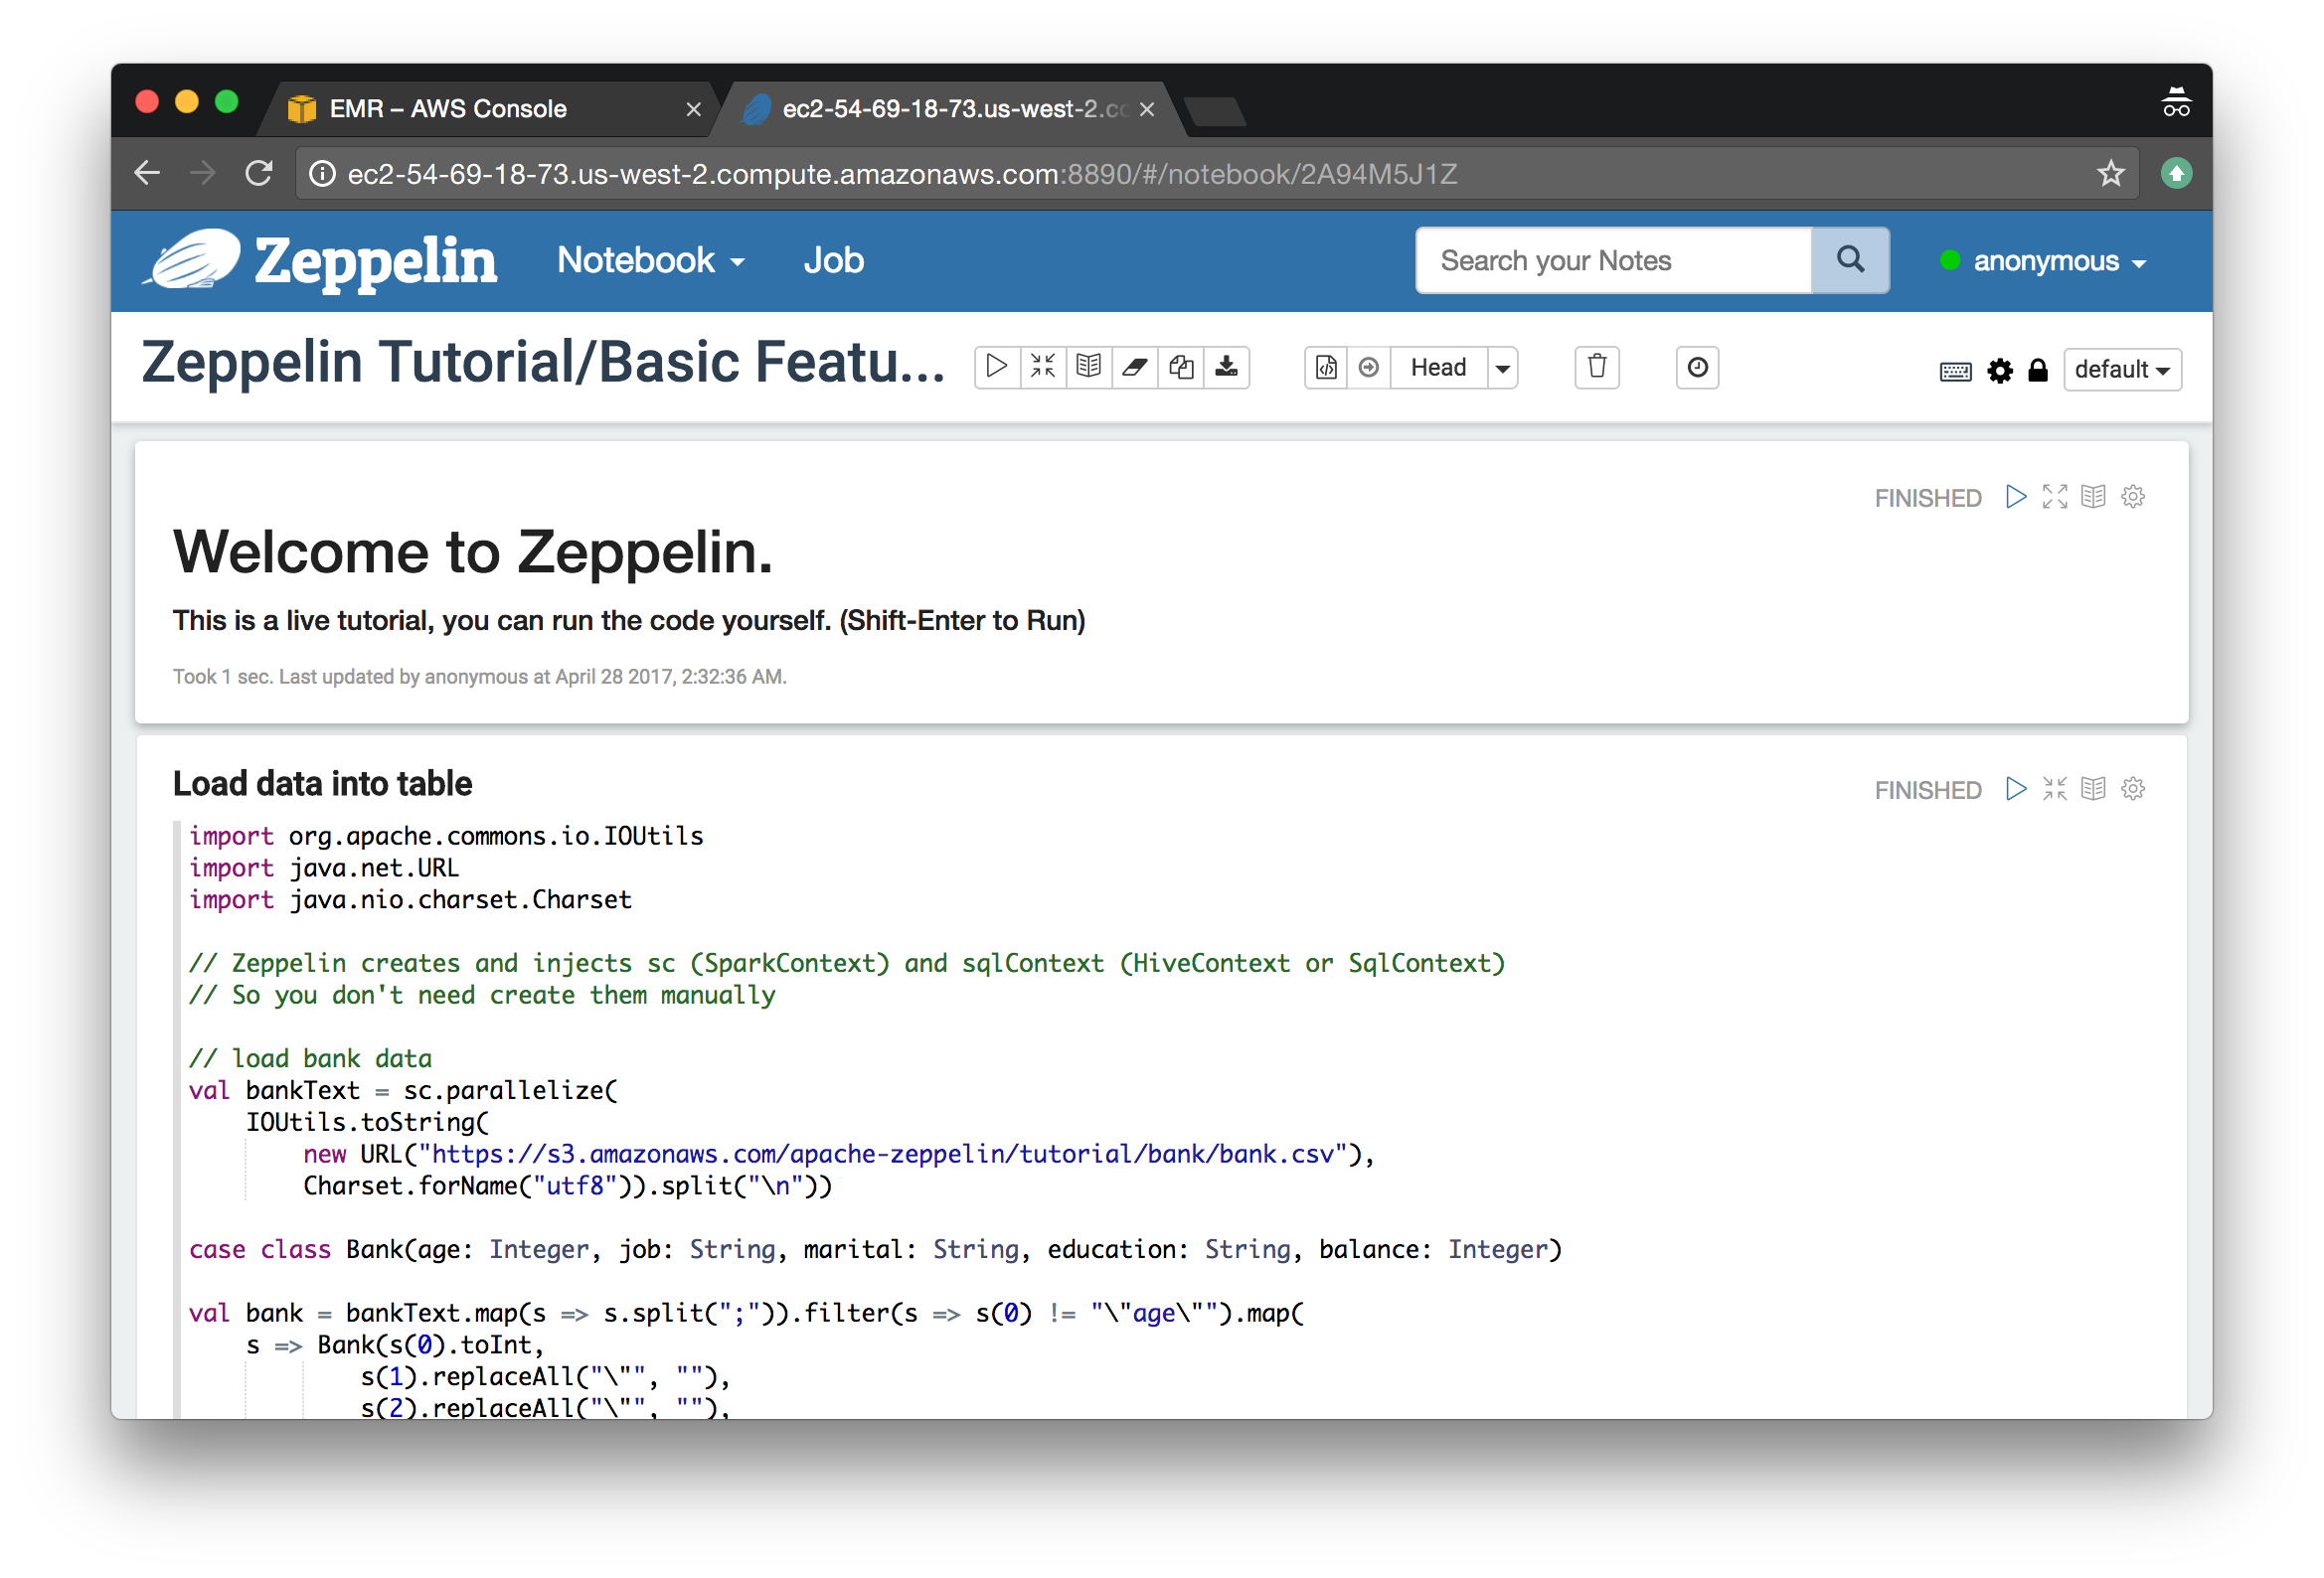 EMR – AWS Console
ec2-54-69-18-73.us-west-2.co
ec2-54-69-18-73.us-west-2.compute.amazonaws.com:8890/#/notebook/2A94M5J1Z
Zeppelin Notebook Job Search your Notes anonymous
Zeppelin Tutorial/Basic Featu... Head default
FINISHED
Welcome to Zeppelin.
This is a live tutorial, you can run the code yourself. (Shift-Enter to Run)
Took 1 sec. Last updated by anonymous at April 28 2017, 2:32:36 AM.
Load data into table FINISHED
import org.apache.commons.io.IOUtils
import java.net.URL
import java.nio.charset.Charset
// Zeppelin creates and injects sc (SparkContext) and sqlContext (HiveContext or SqlContext)
// So you don't need create them manually
// load bank data
val bankText = sc.parallelize(
    IOUtils.toString(
        new URL("https://s3.amazonaws.com/apache-zeppelin/tutorial/bank/bank.csv"),
        Charset.forName("utf8")).split("\n"))
case class Bank(age: Integer, job: String, marital: String, education: String, balance: Integer)
val bank = bankText.map(s => s.split(";")).filter(s => s(0) != "\"age\"").map(
    s => Bank(s(0).toInt,
            s(1).replaceAll("\"", ""),
            s(2).replaceAll("\"", ""),